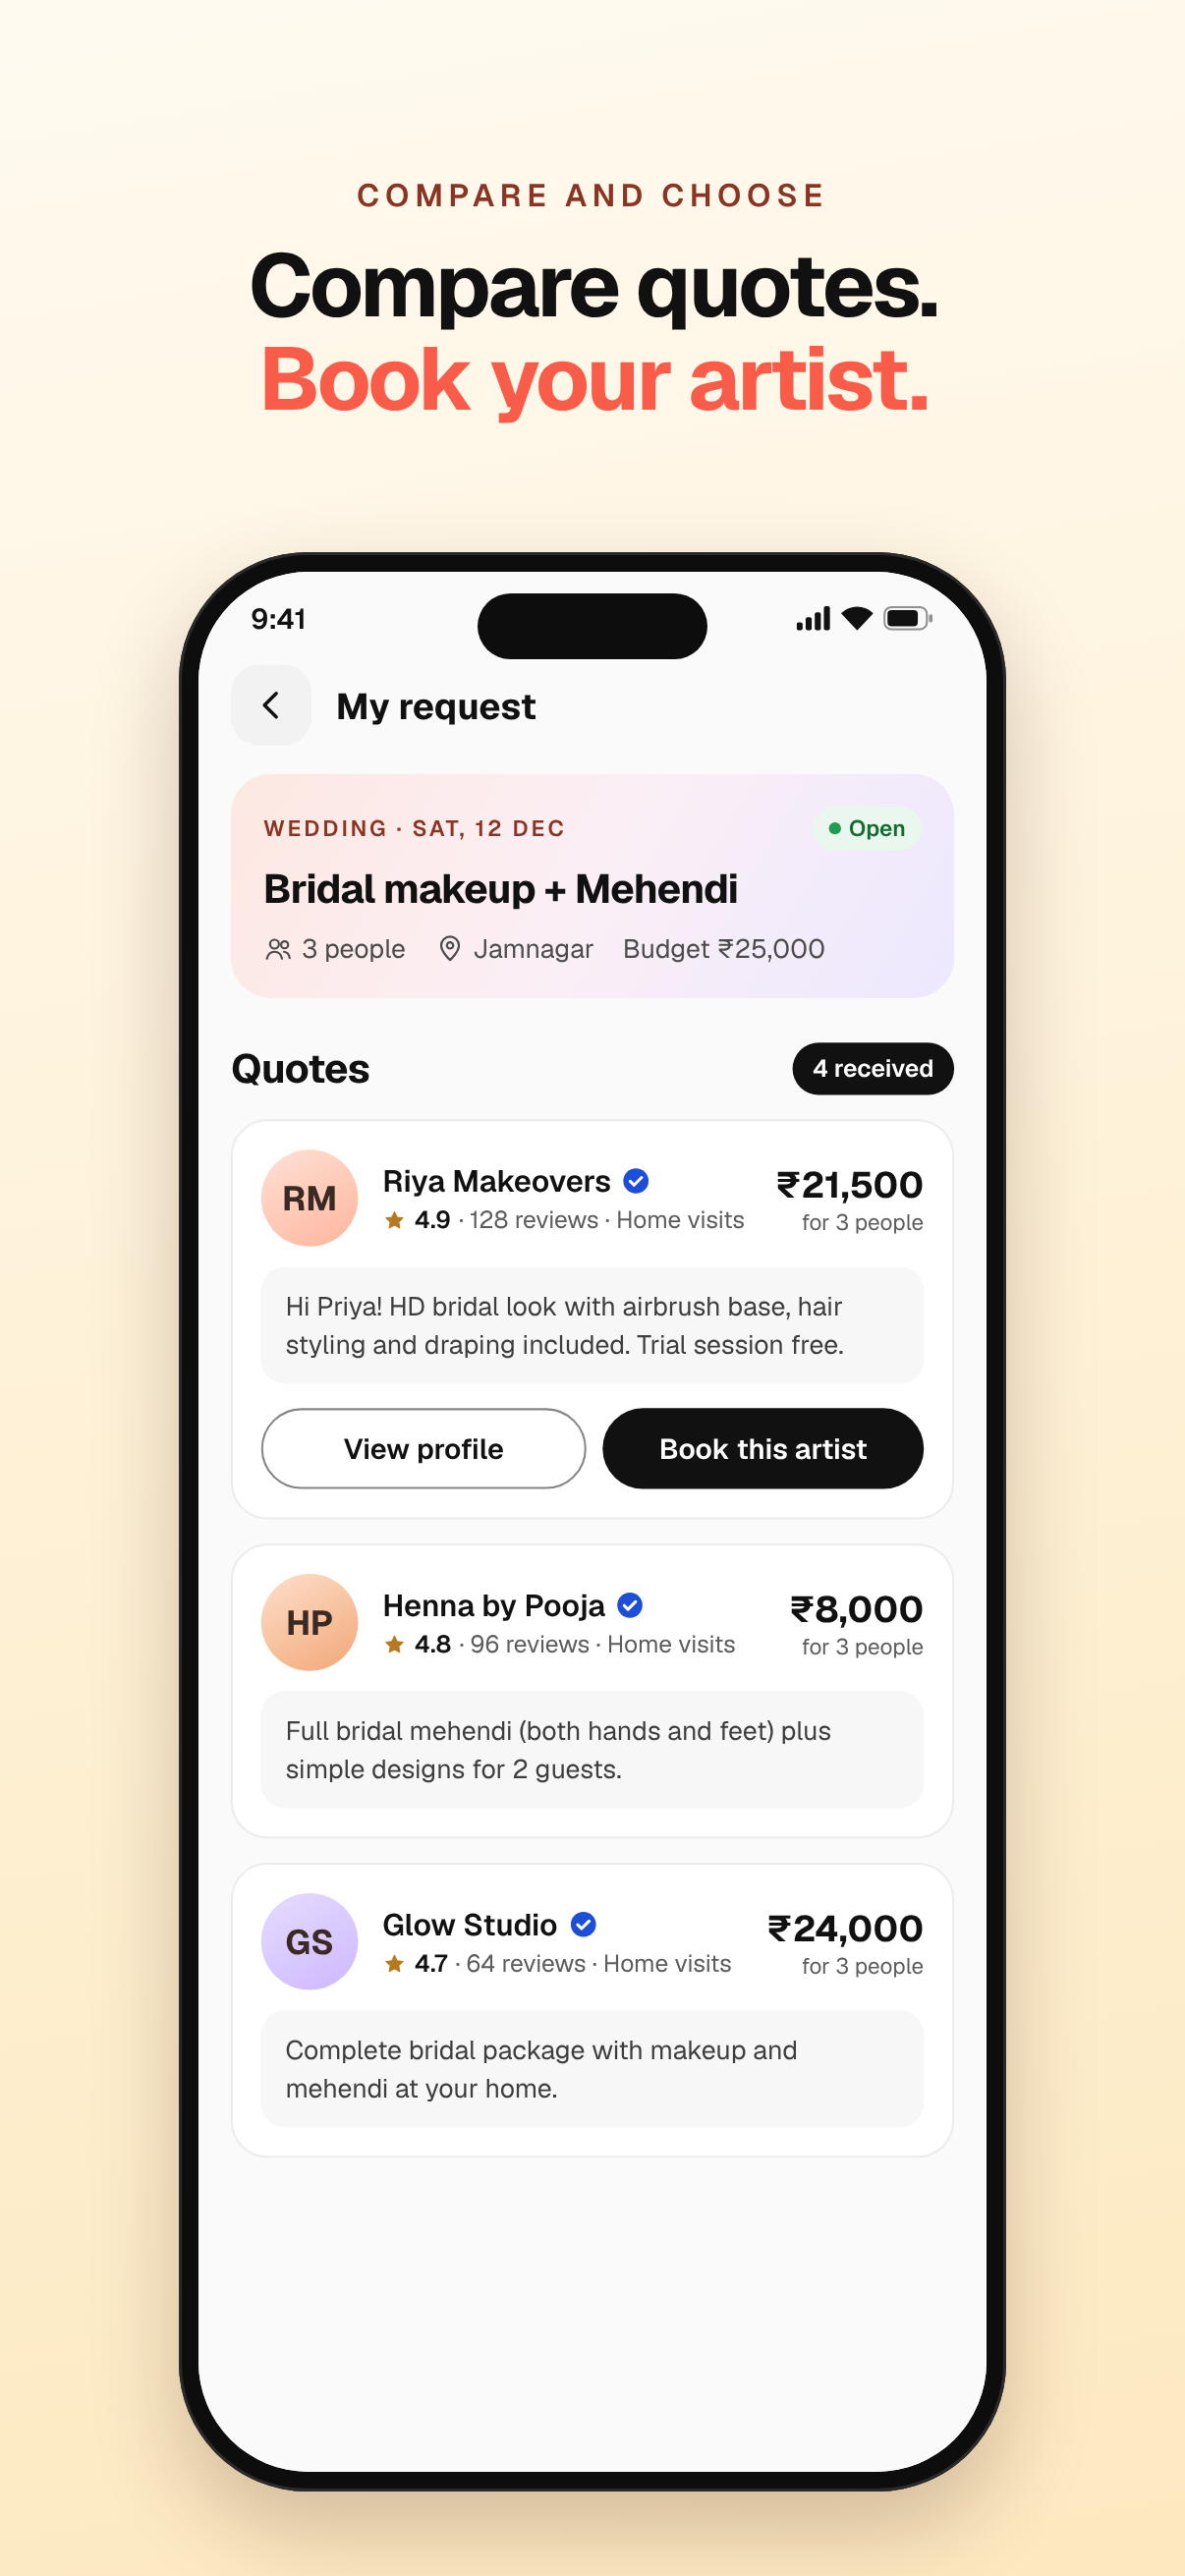 COMPARE AND CHOOSE
Compare quotes.
Book your artist.
9:41
My request
WEDDING · SAT, 12 DEC
Open
Bridal makeup + Mehendi
3 people Jamnagar Budget ₹25,000
Quotes
4 received
RM
Riya Makeovers
₹21,500
4.9 · 128 reviews · Home visits
for 3 people
Hi Priya! HD bridal look with airbrush base, hair
styling and draping included. Trial session free.
View profile
Book this artist
HP
Henna by Pooja
₹8,000
4.8 · 96 reviews · Home visits
for 3 people
Full bridal mehendi (both hands and feet) plus
simple designs for 2 guests.
GS
Glow Studio
₹24,000
4.7 · 64 reviews · Home visits
for 3 people
Complete bridal package with makeup and
mehendi at your home.